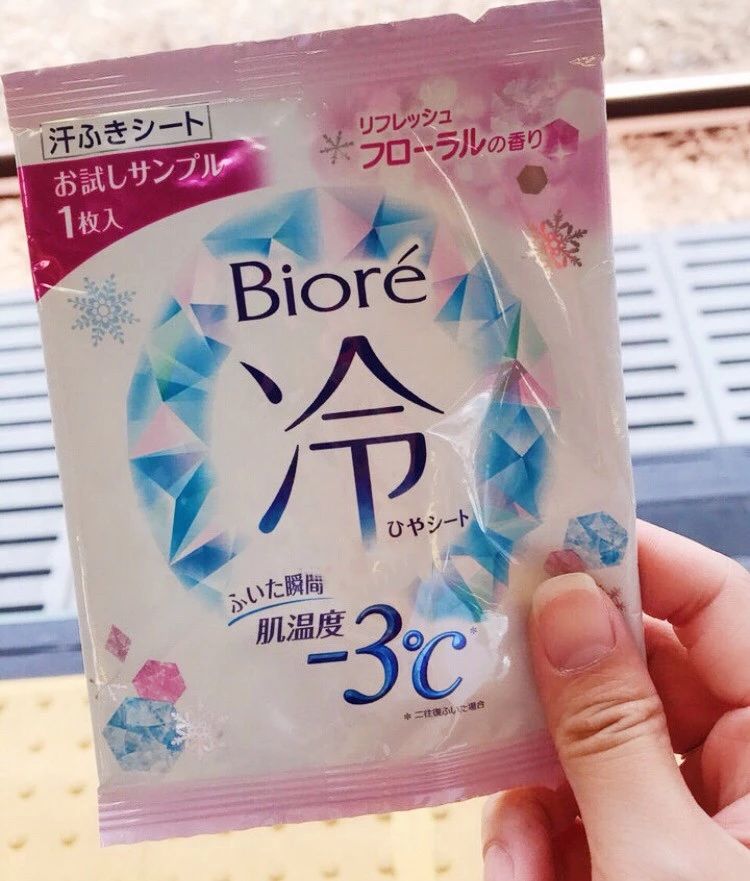 汗ふきシート
お試しサンプル
1枚入
リフレッシュ
フローラルの香り
Bioré
冷
ひやシート
ふいた瞬間
肌温度
-3℃*
*二往復ふいた場合